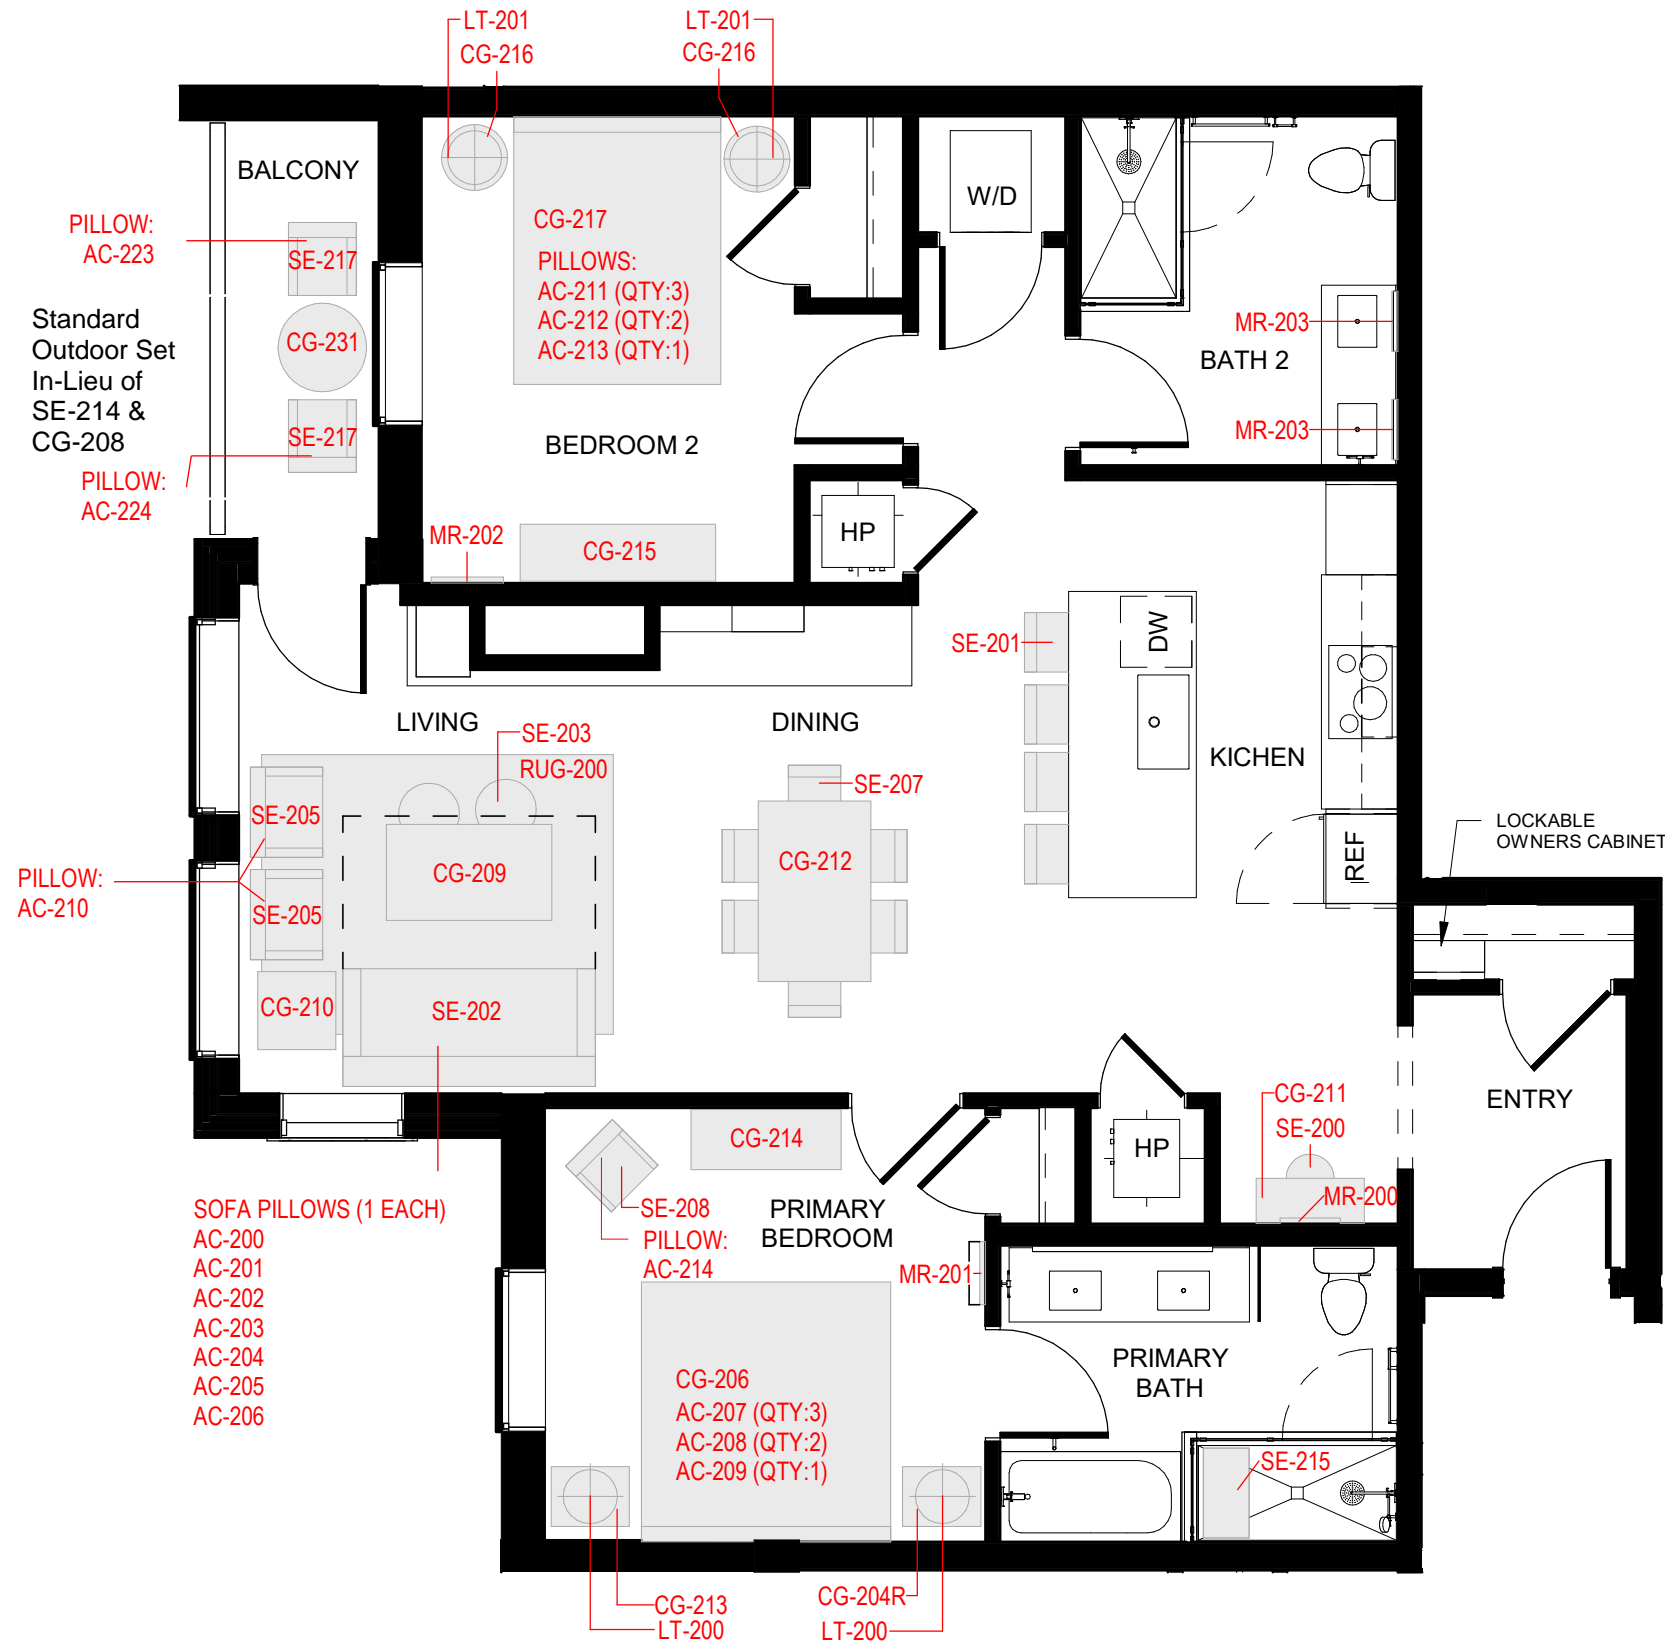 LT-201
CG-216
LT-201
CG-216
BALCONY
PILLOW:
AC-223
SE-217
CG-231
SE-217
Standard
Outdoor Set
In-Lieu of
SE-214 &
CG-208
PILLOW:
AC-224
CG-217
PILLOWS:
AC-211 (QTY:3)
AC-212 (QTY:2)
AC-213 (QTY:1)
BEDROOM 2
MR-202
CG-215
W/D
MR-203
BATH 2
MR-203
HP
SE-201
DW
LIVING
DINING
KICHEN
SE-203
RUG-200
SE-207
SE-205
CG-209
CG-212
REF
LOCKABLE
OWNERS CABINET
PILLOW:
AC-210
SE-205
CG-210
SE-202
CG-211
SE-200
MR-200
ENTRY
CG-214
HP
SOFA PILLOWS (1 EACH)
AC-200
AC-201
AC-202
AC-203
AC-204
AC-205
AC-206
SE-208
PILLOW:
AC-214
PRIMARY
BEDROOM
MR-201
PRIMARY
BATH
CG-206
AC-207 (QTY:3)
AC-208 (QTY:2)
AC-209 (QTY:1)
SE-215
CG-213
LT-200
CG-204R
LT-200